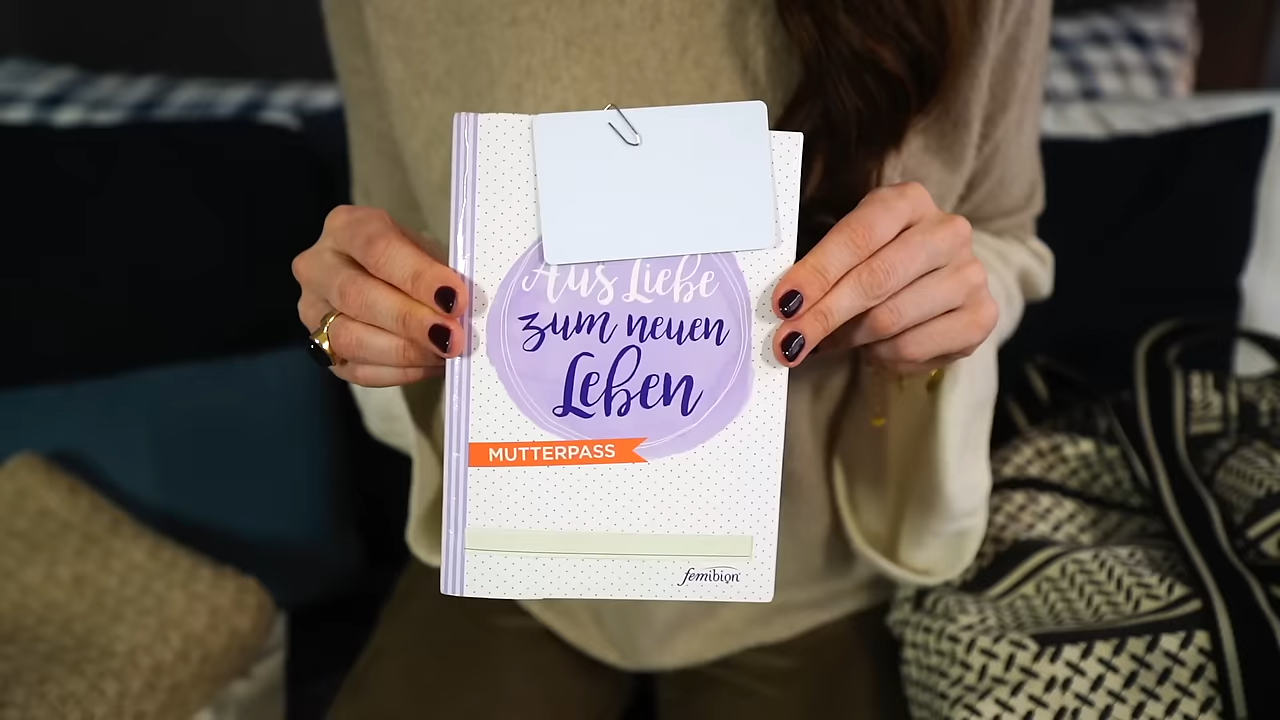 Aus Liebe
zum neuen
Leben
MUTTERPASS
femibion